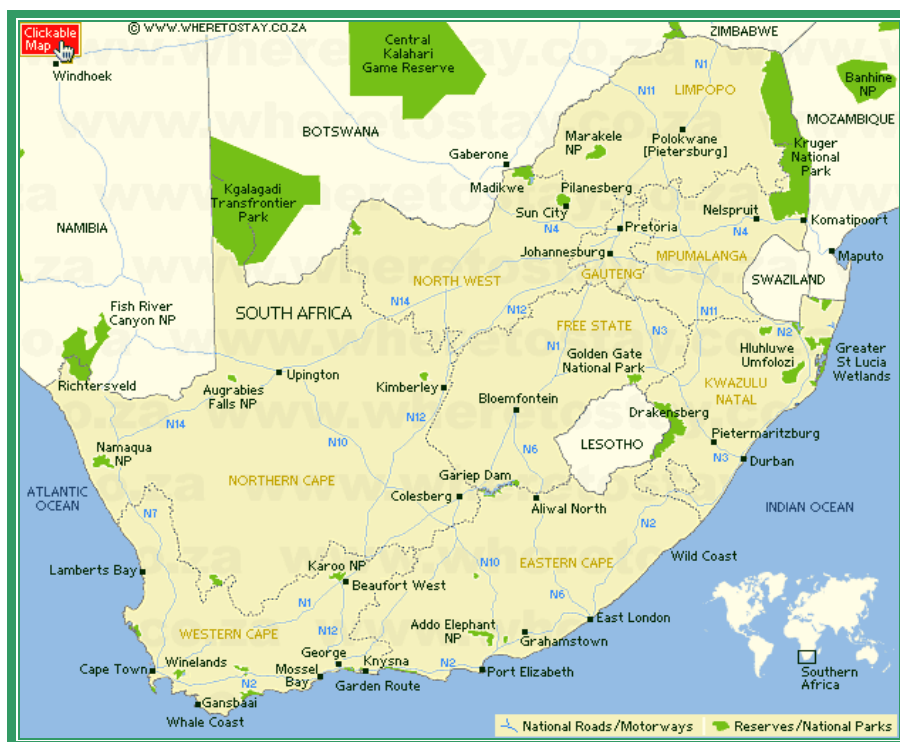 Clickable
Map
© WWW.WHERETOSTAY.CO.ZA
ZIMBABWE
Windhoek
Central
Kalahari
Game Reserve
N1
LIMPOPO
N11
Banhine
NP
MOZAMBIQUE
BOTSWANA
Marakele
NP
Polokwane
[Pietersburg]
Gaberone
Kruger
National
Park
Madikwe
Pilanesberg
Kgalagadi
Transfrontier
Park
Sun City
Nelspruit
Komatipoort
NAMIBIA
N4
Pretoria
N4
Johannesburg
MPUMALANGA
Maputo
NORTH WEST
GAUTENG
SWAZILAND
Fish River
Canyon NP
SOUTH AFRICA
N14
N12
N11
FREE STATE
N3
N2
N1
Golden Gate
National Park
Hluhluwe
Umfolozi
Greater
St Lucia
Wetlands
Richtersveld
Augrabies
Falls NP
Upington
Kimberley
KWAZULU
NATAL
Bloemfontein
Drakensberg
N14
N12
Namaqua
NP
N10
N6
LESOTHO
Pietermaritzburg
N3
Durban
NORTHERN CAPE
Gariep Dam
ATLANTIC
OCEAN
Colesberg
Aliwal North
INDIAN OCEAN
N7
N2
Wild Coast
Lamberts Bay
Karoo NP
N10
EASTERN CAPE
Beaufort West
N1
N6
WESTERN CAPE
N12
Addo Elephant
NP
East London
Grahamstown
Cape Town
Winelands
George
Knysna
N2
Port Elizabeth
Mossel
Bay
Garden Route
N2
Gansbaai
Whale Coast
Southern
Africa
National Roads/Motorways
Reserves/National Parks